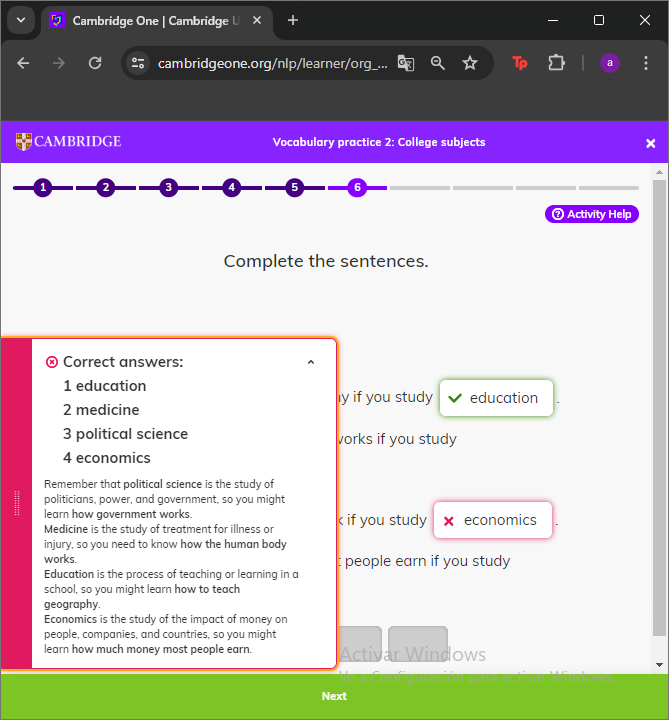 Cambridge One | Cambridge U
cambridgeone.org/nlp/learner/org_...
Tp
a
CAMBRIDGE
Vocabulary practice 2: College subjects
1 2 3 4 5 6
Activity Help
Complete the sentences.
Correct answers:
1 education
2 medicine
3 political science
4 economics
Remember that political science is the study of
politicians, power, and government, so you might
learn how government works.
Medicine is the study of treatment for illness or
injury, so you need to know how the human body
works.
Education is the process of teaching or learning in a
school, so you might learn how to teach
geography.
Economics is the study of the impact of money on
people, companies, and countries, so you might
learn how much money most people earn.
y if you study education .
works if you study
k if you study economics .
t people earn if you study
Activar Windows
Ve a Configuración para activar Windows.
Next